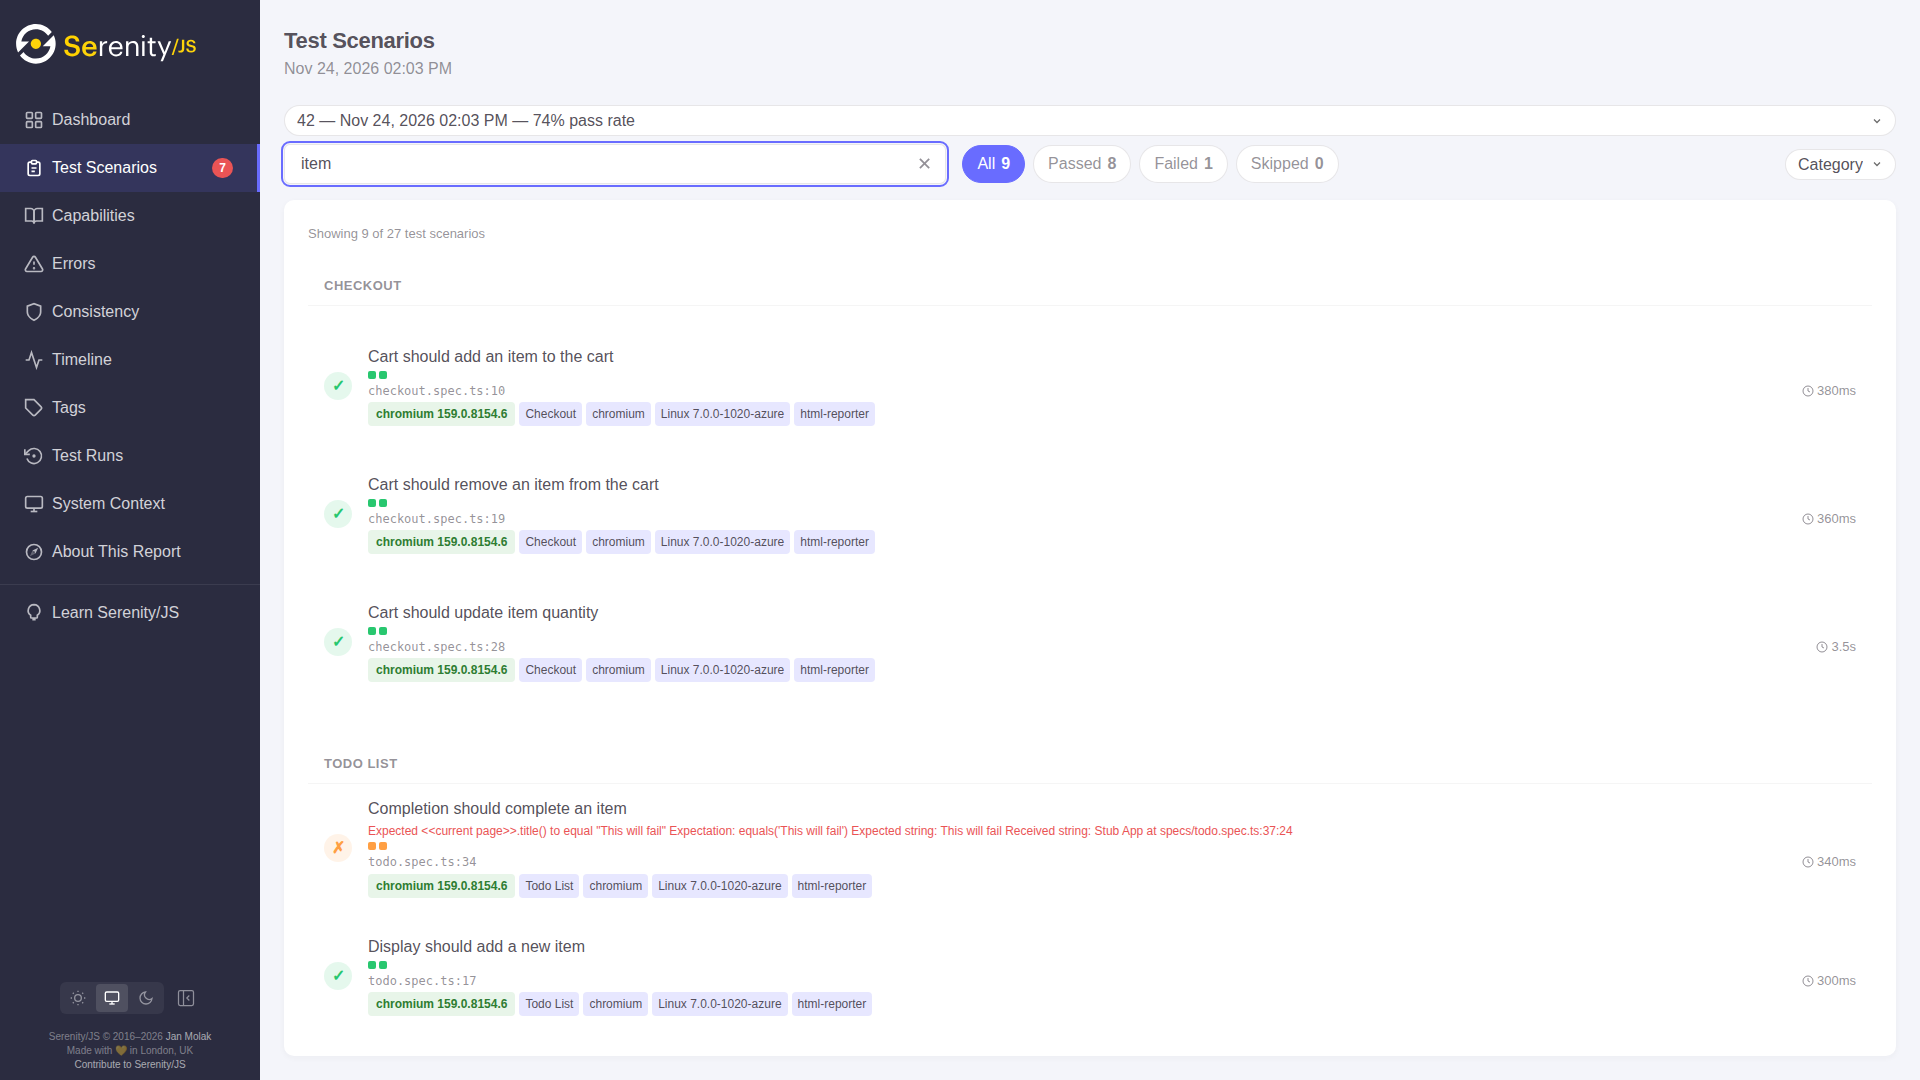 Serenity/JS
Dashboard
Test Scenarios 7
Capabilities
Errors
Consistency
Timeline
Tags
Test Runs
System Context
About This Report
Learn Serenity/JS
Serenity/JS © 2016–2026 Jan Molak
Made with 🤎 in London, UK
Contribute to Serenity/JS
Test Scenarios
Nov 24, 2026 02:03 PM
42 — Nov 24, 2026 02:03 PM — 74% pass rate
item ✕ All 9 Passed 8 Failed 1 Skipped 0 Category
Showing 9 of 27 test scenarios
CHECKOUT
Cart should add an item to the cart
✓
checkout.spec.ts:10 380ms
chromium 159.0.8154.6 Checkout chromium Linux 7.0.0-1020-azure html-reporter
Cart should remove an item from the cart
✓
checkout.spec.ts:19 360ms
chromium 159.0.8154.6 Checkout chromium Linux 7.0.0-1020-azure html-reporter
Cart should update item quantity
✓
checkout.spec.ts:28 3.5s
chromium 159.0.8154.6 Checkout chromium Linux 7.0.0-1020-azure html-reporter
TODO LIST
Completion should complete an item
Expected <<current page>>.title() to equal "This will fail" Expectation: equals('This will fail') Expected string: This will fail Received string: Stub App at specs/todo.spec.ts:37:24
✗
todo.spec.ts:34 340ms
chromium 159.0.8154.6 Todo List chromium Linux 7.0.0-1020-azure html-reporter
Display should add a new item
✓
todo.spec.ts:17 300ms
chromium 159.0.8154.6 Todo List chromium Linux 7.0.0-1020-azure html-reporter